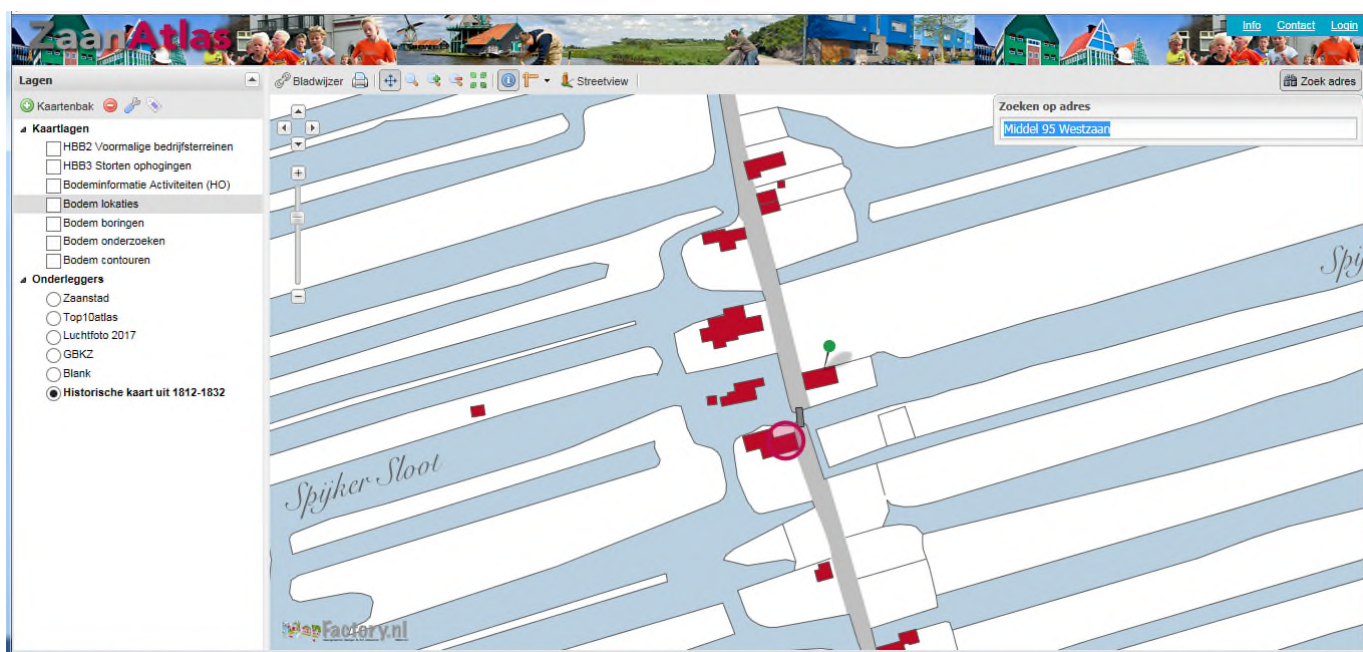 ZaanAtlas
Info Contact Login
Lagen
Bladwijzer
Streetview
Zoek adres
Kaartenbak
Zoeken op adres
Middel 95 Westzaan
Kaartlagen
HBB2 Voormalige bedrijfsterreinen
HBB3 Storten ophogingen
Bodeminformatie Activiteiten (HO)
Bodem lokaties
Bodem boringen
Bodem onderzoeken
Bodem contouren
Onderleggers
Zaanstad
Top10atlas
Luchtfoto 2017
GBKZ
Blank
Historische kaart uit 1812-1832
Spij
Spijker Sloot
MapFactory.nl